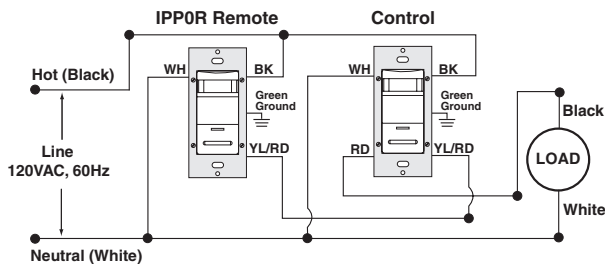 IPP0R Remote
Control
Hot (Black)
WH
BK
WH
BK
Green
Ground
Green
Ground
Black
Line
120VAC, 60Hz
YL/RD
RD
YL/RD
LOAD
White
Neutral (White)